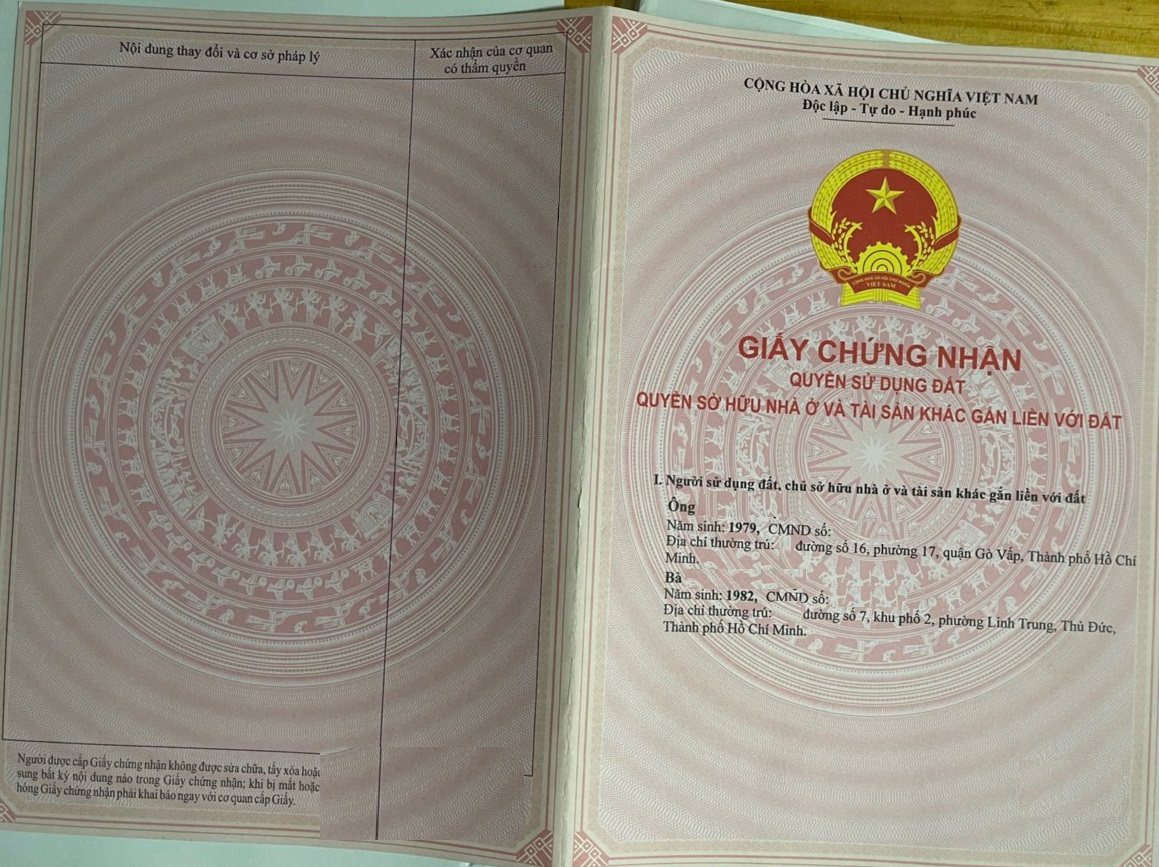 Nội dung thay đổi và cơ sở pháp lý
Xác nhận của cơ quan
có thẩm quyền
Người được cấp Giấy chứng nhận không được sửa chữa, tẩy xóa hoặc
sung bất kỳ nội dung nào trong Giấy chứng nhận; khi bị mất hoặc
hỏng Giấy chứng nhận phải khai báo ngay với cơ quan cấp Giấy.
CỘNG HÒA XÃ HỘI CHỦ NGHĨA VIỆT NAM
Độc lập - Tự do - Hạnh phúc
CỘNG HÒA XÃ HỘI CHỦ NGHĨA
VIỆT NAM
GIẤY CHỨNG NHẬN
QUYỀN SỬ DỤNG ĐẤT
QUYỀN SỞ HỮU NHÀ Ở VÀ TÀI SẢN KHÁC GẮN LIỀN VỚI ĐẤT
I. Người sử dụng đất, chủ sở hữu nhà ở và tài sản khác gắn liền với đất
Ông
Năm sinh: 1979, CMND số:
Địa chỉ thường trú: đường số 16, phường 17, quận Gò Vấp, Thành phố Hồ Chí
Minh.
Bà
Năm sinh: 1982, CMND số:
Địa chỉ thường trú: đường số 7, khu phố 2, phường Linh Trung, Thủ Đức,
Thành phố Hồ Chí Minh.